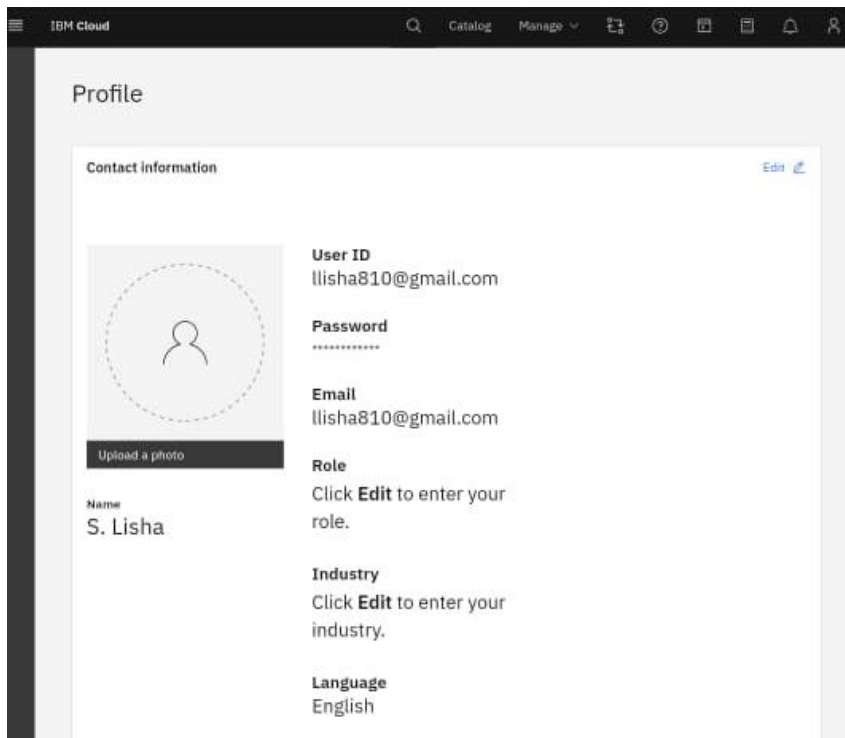 IBM Cloud Catalog Manage
Profile
Contact information Edit
User ID
llisha810@gmail.com
Password
************
Email
llisha810@gmail.com
Upload a photo
Role
Click Edit to enter your
role.
Name
S. Lisha
Industry
Click Edit to enter your
industry.
Language
English